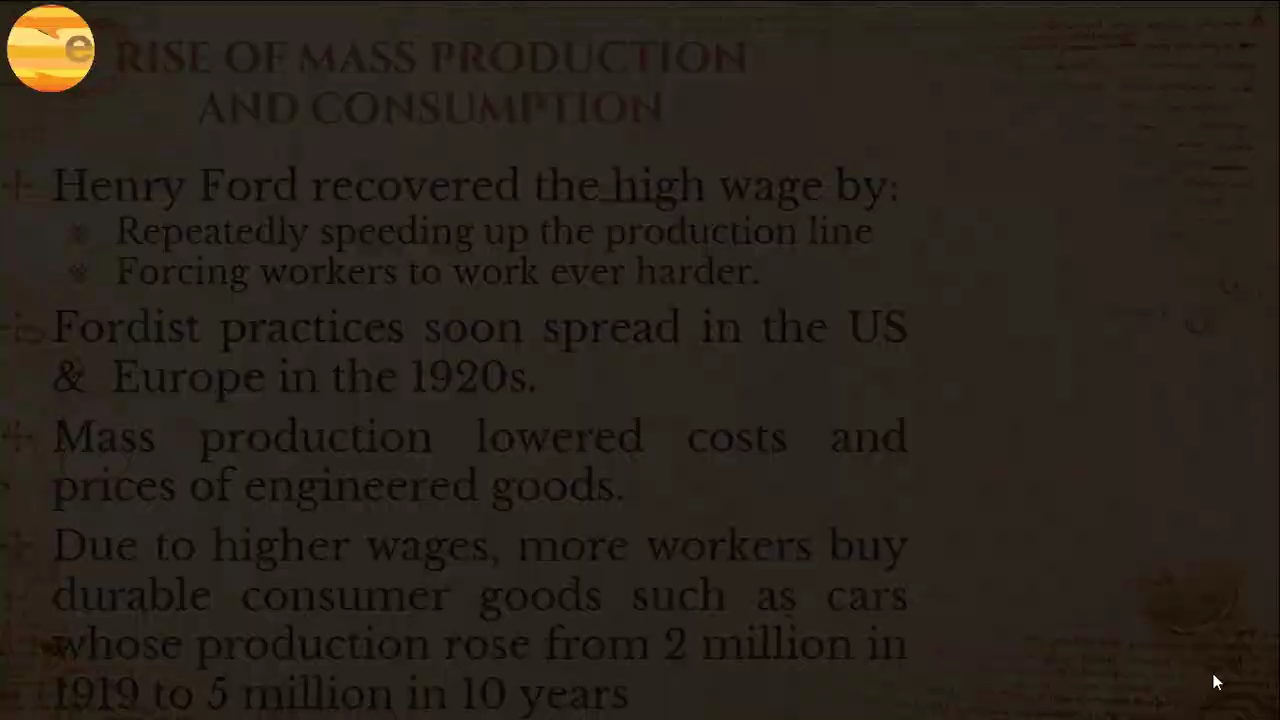 e
RISE OF MASS PRODUCTION
AND CONSUMPTION
Henry Ford recovered the high wage by:
Repeatedly speeding up the production line
Forcing workers to work ever harder.
Fordist practices soon spread in the US
& Europe in the 1920s.
Mass production lowered costs and
prices of engineered goods.
Due to higher wages, more workers buy
durable consumer goods such as cars
whose production rose from 2 million in
1919 to 5 million in 10 years